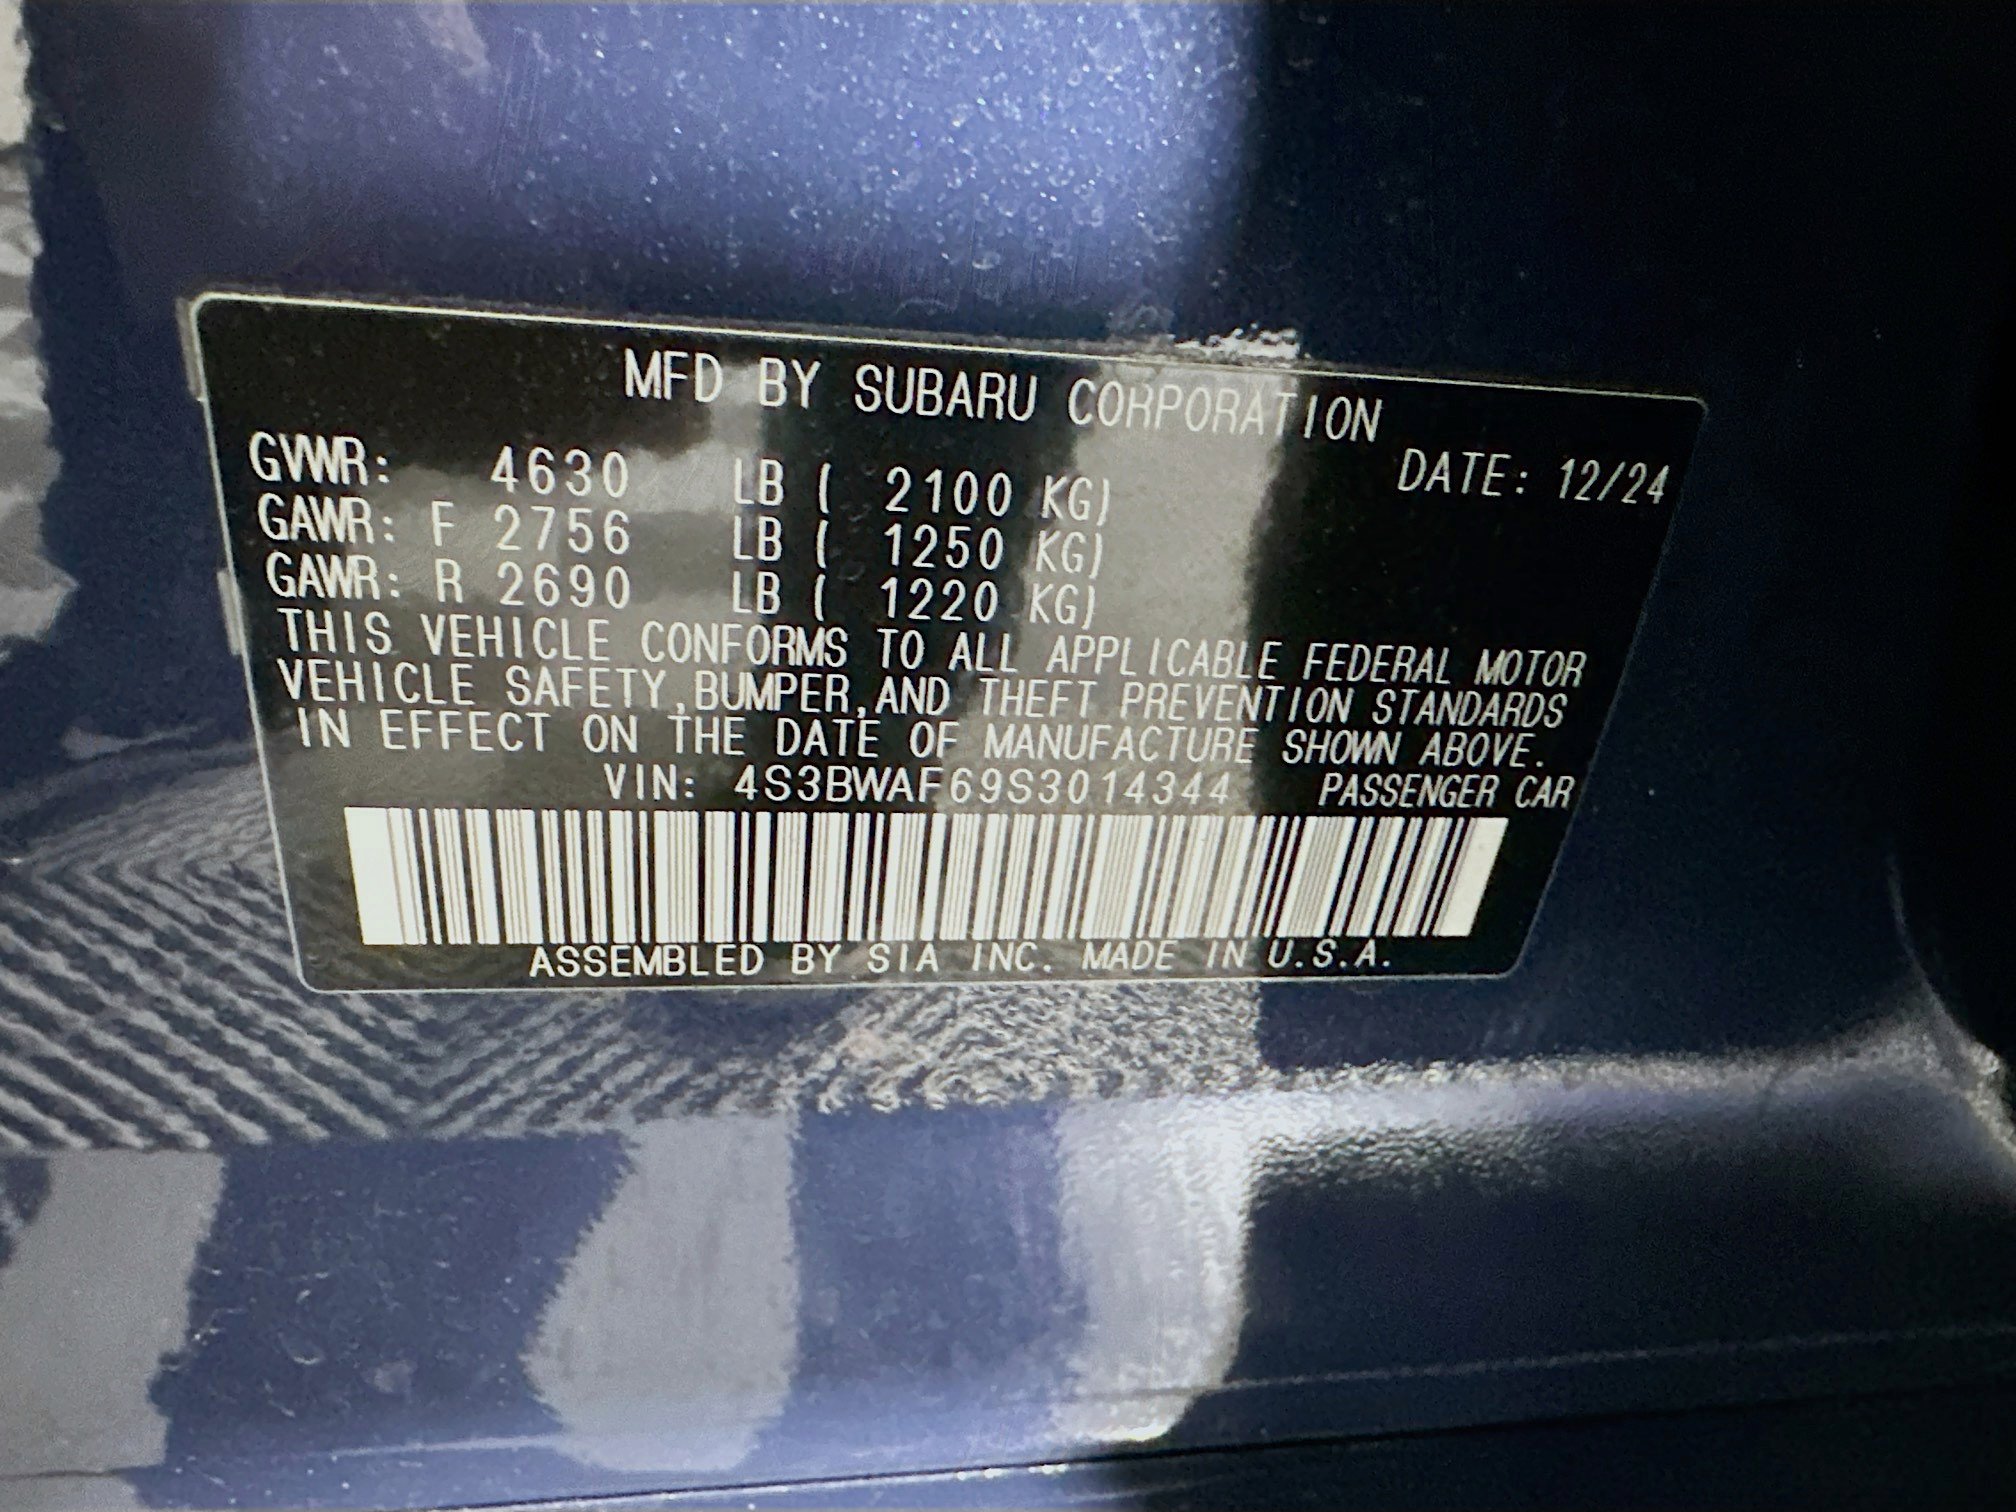 MFD BY SUBARU CORPORATION
GVWR: 4630 LB ( 2100 KG) DATE: 12/24
GAWR: F 2756 LB ( 1250 KG)
GAWR: R 2690 LB ( 1220 KG)
THIS VEHICLE CONFORMS TO ALL APPLICABLE FEDERAL MOTOR
VEHICLE SAFETY,BUMPER,AND THEFT PREVENTION STANDARDS
IN EFFECT ON THE DATE OF MANUFACTURE SHOWN ABOVE.
VIN: 4S3BWAF69S3014344 PASSENGER CAR
ASSEMBLED BY SIA INC. MADE IN U.S.A.